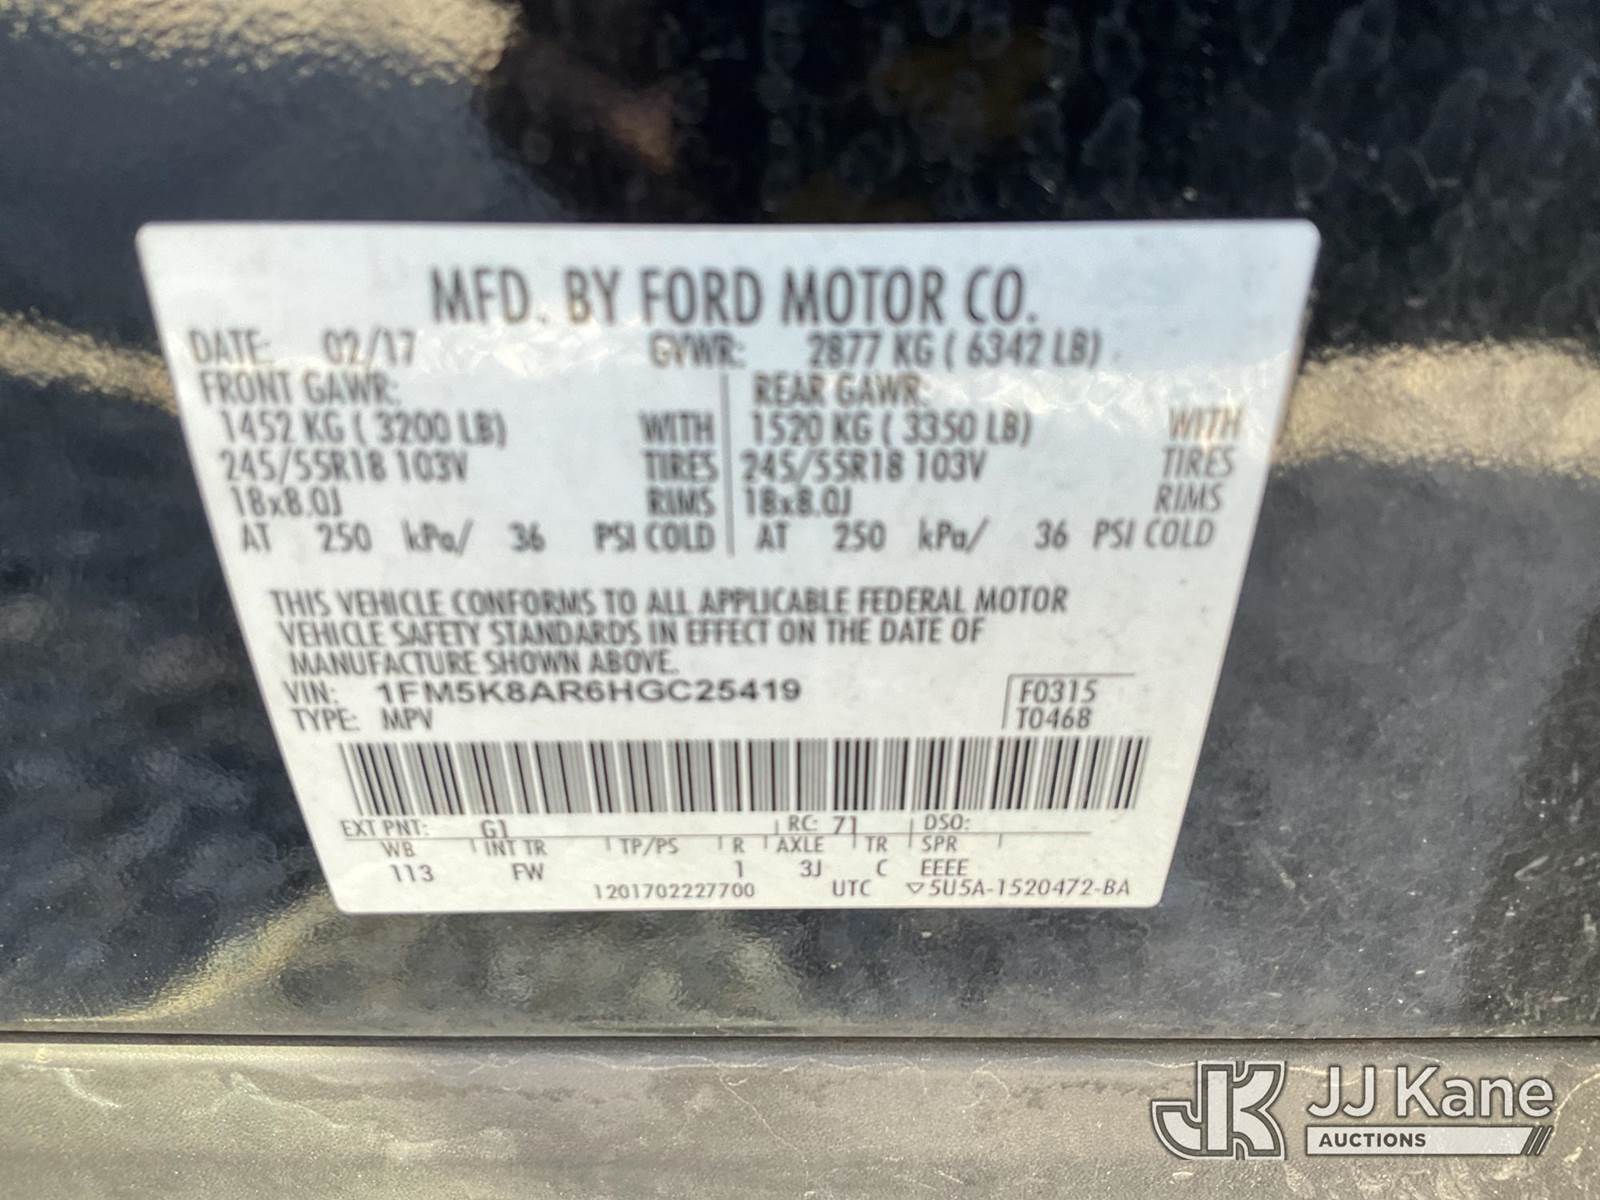 MFD. BY FORD MOTOR CO.
DATE: 02/17 GVWR: 2877 KG ( 6342 LB)
FRONT GAWR: REAR GAWR:
1452 KG ( 3200 LB) WITH 1520 KG ( 3350 LB) WITH
245/55R18 103V TIRES 245/55R18 103V TIRES
18x8.0J RIMS 18x8.0J RIMS
AT 250 kPa/ 36 PSI COLD AT 250 kPa/ 36 PSI COLD
THIS VEHICLE CONFORMS TO ALL APPLICABLE FEDERAL MOTOR
VEHICLE SAFETY STANDARDS IN EFFECT ON THE DATE OF
MANUFACTURE SHOWN ABOVE.
VIN: 1FM5K8AR6HGC25419 F0315
TYPE: MPV T0468
EXT PNT: G1 RC: 71 DSO:
WB INT TR TP/PS R AXLE TR SPR
113 FW 1 3J C EEEE
1201702227700 UTC ▽5U5A-1520472-BA
JK JJ Kane
AUCTIONS